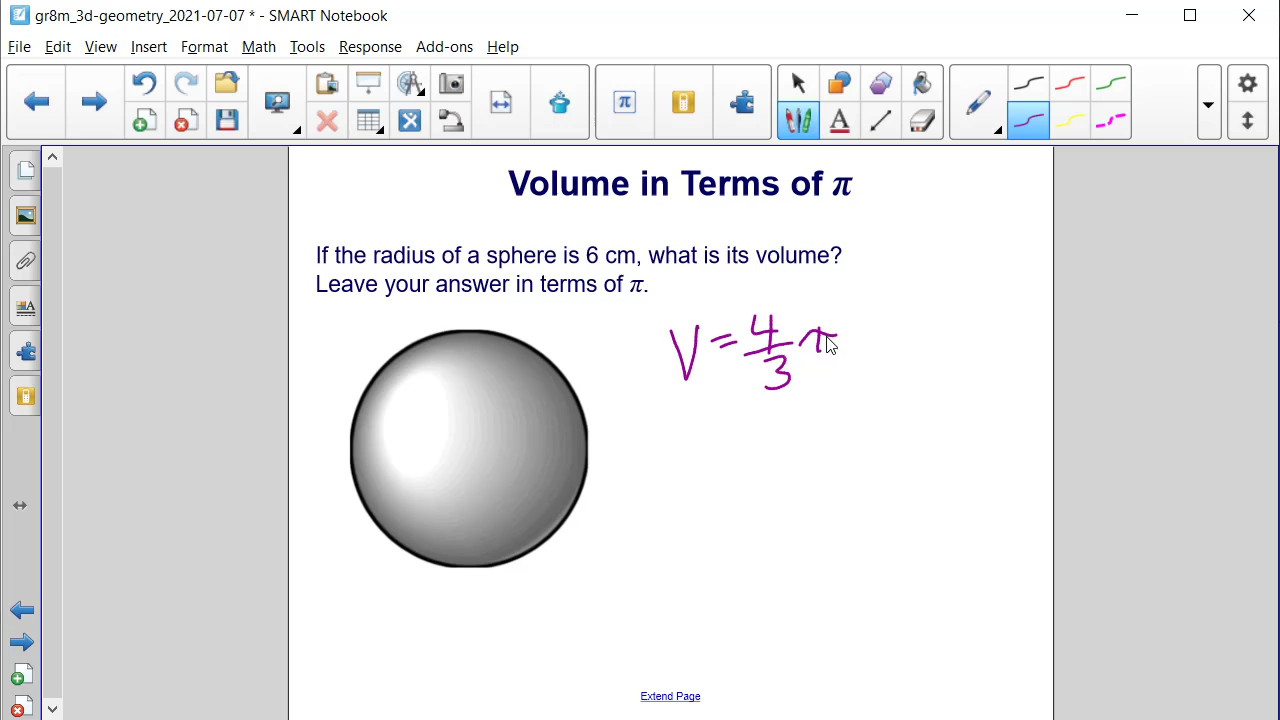 gr8m_3d-geometry_2021-07-07 * - SMART Notebook
File Edit View Insert Format Math Tools Response Add-ons Help
Volume in Terms of π
If the radius of a sphere is 6 cm, what is its volume?
Leave your answer in terms of π.
V = 4/3 π
Extend Page